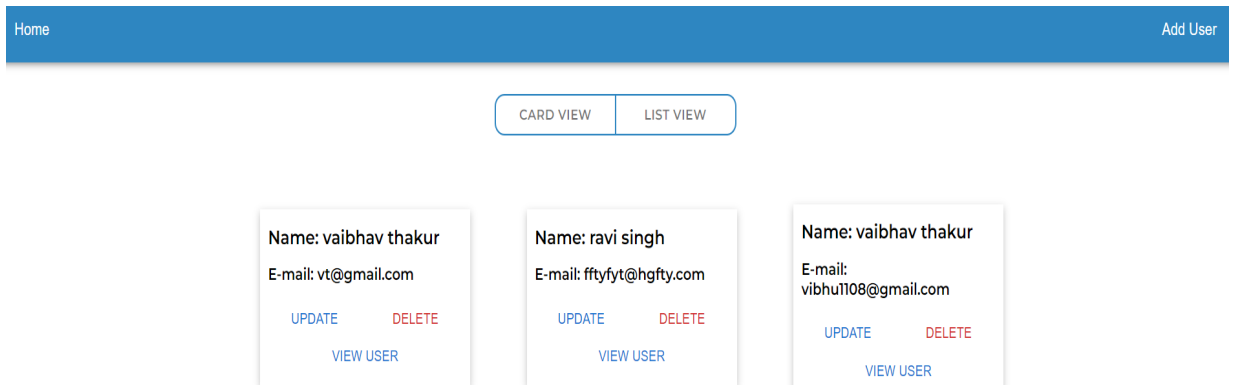 Home
Add User
CARD VIEW
LIST VIEW
Name: vaibhav thakur
E-mail: vt@gmail.com
UPDATE
DELETE
VIEW USER
Name: ravi singh
E-mail: fftyfyt@hgfty.com
UPDATE
DELETE
VIEW USER
Name: vaibhav thakur
E-mail:
vibhu1108@gmail.com
UPDATE
DELETE
VIEW USER